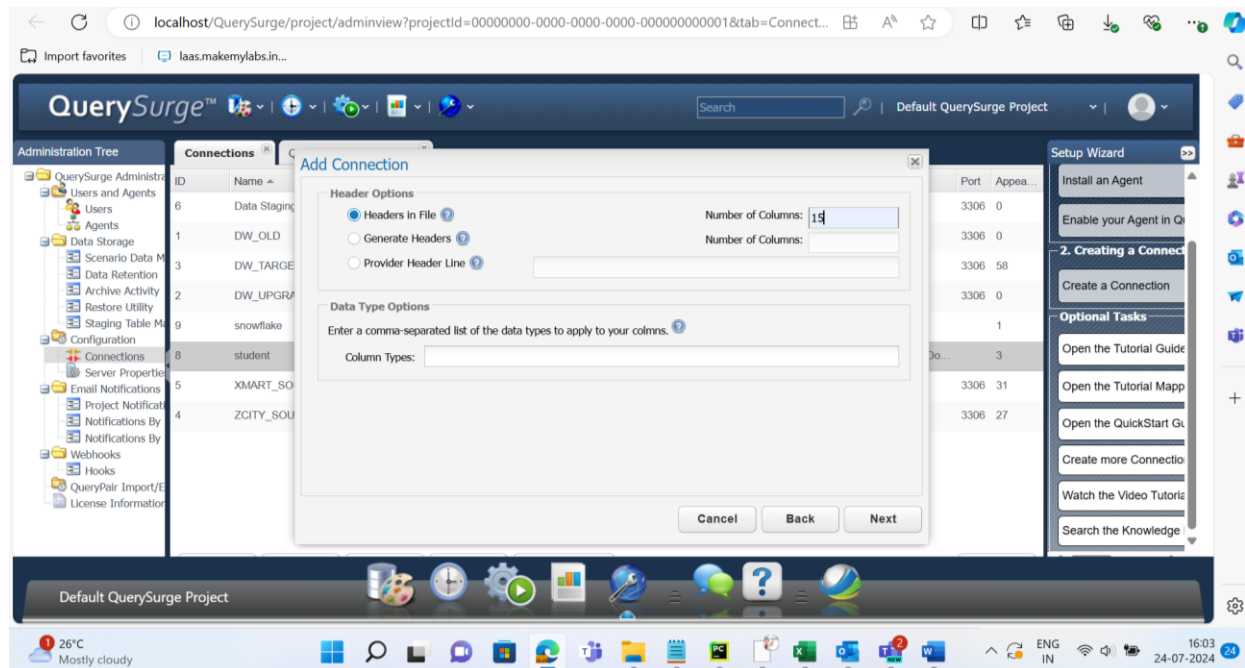 localhost/QuerySurge/project/adminview?projectId=00000000-0000-0000-0000-000000000001&tab=Connect...
Import favorites
laas.makemylabs.in...
QuerySurge™
Search
Default QuerySurge Project
Administration Tree
QuerySurge Administra
Users and Agents
Users
Agents
Data Storage
Scenario Data M
Data Retention
Archive Activity
Restore Utility
Staging Table Ma
Configuration
Connections
Server Propertie
Email Notifications
Project Notificati
Notifications By
Notifications By
Webhooks
Hooks
QueryPair Import/E
License Information
Connections
ID Name Port Appea...
6 Data Staging 3306 0
1 DW_OLD 3306 0
3 DW_TARGE 3306 58
2 DW_UPGRA 3306 0
9 snowflake 1
8 student Do... 3
5 XMART_SO 3306 31
4 ZCITY_SOU 3306 27
Add Connection
Header Options
Headers in File Number of Columns: 15
Generate Headers Number of Columns:
Provider Header Line
Data Type Options
Enter a comma-separated list of the data types to apply to your colmns.
Column Types:
Cancel Back Next
Setup Wizard
Install an Agent
Enable your Agent in Qu
2. Creating a Connect
Create a Connection
Optional Tasks
Open the Tutorial Guide
Open the Tutorial Mapp
Open the QuickStart Gu
Create more Connectio
Watch the Video Tutoria
Search the Knowledge
Default QuerySurge Project
1
26°C
Mostly cloudy
2
NEW
ENG
IN
16:03
24-07-2024
24